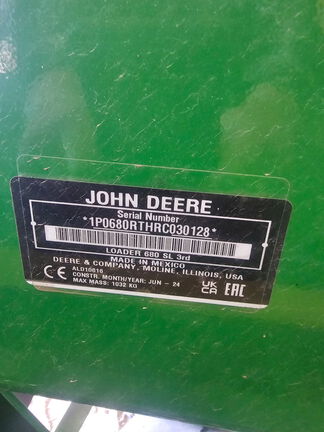 JOHN DEERE
Serial Number
*1P0680RTHRC030128*
LOADER 680 SL 3rd
MADE IN MEXICO
DEERE & COMPANY, MOLINE, ILLINOIS, USA
ALO16616
CONSTR. MONTH/YEAR: JUN - 24
MAX MASS: 1032 KG
CE UK CA EAC